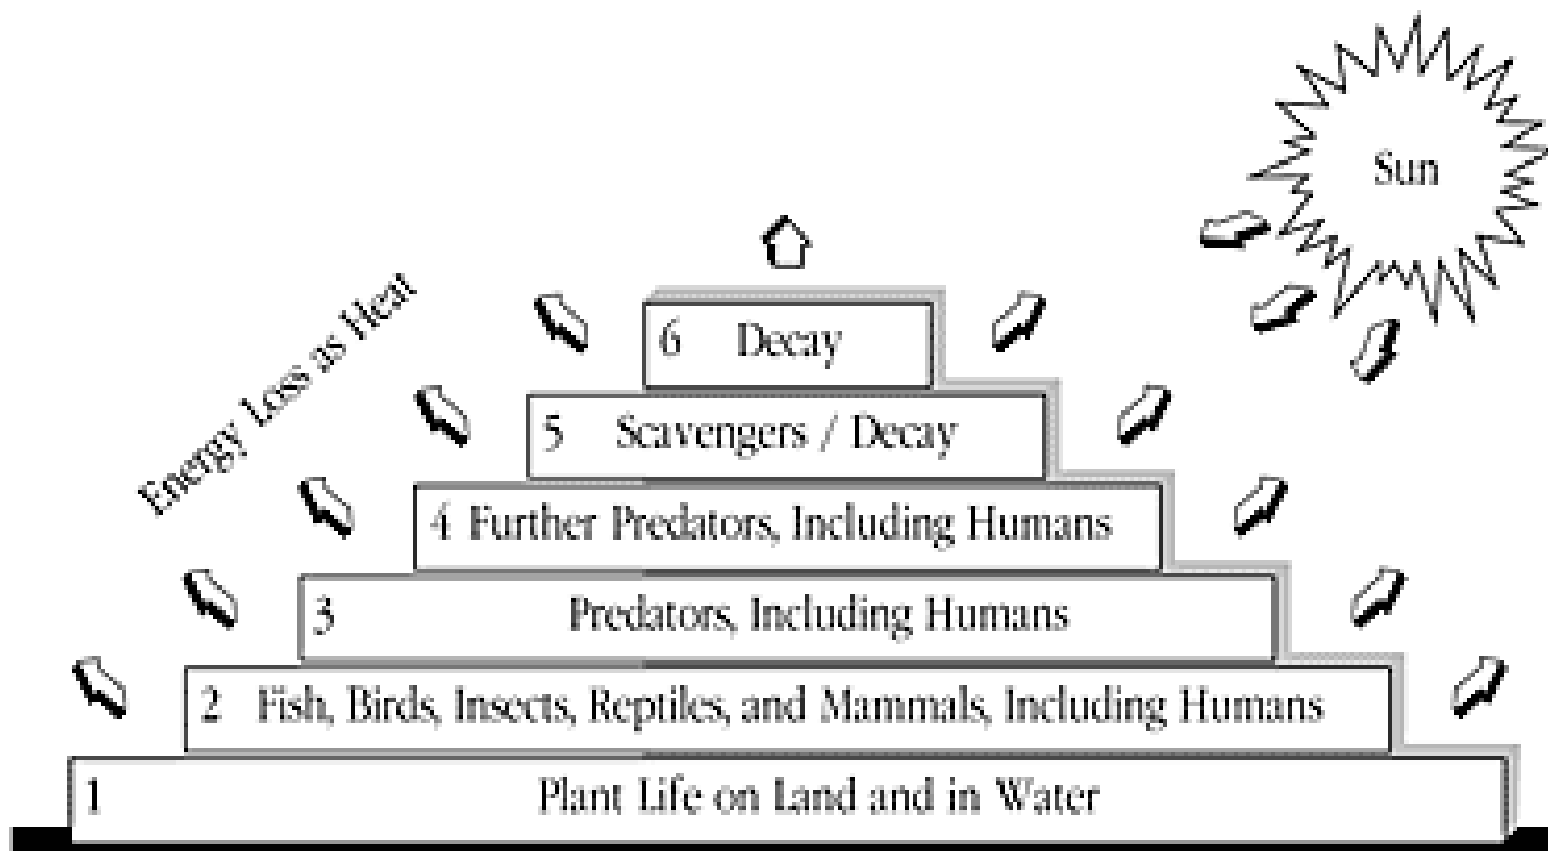 Sun
Energy Loss as Heat
6 Decay
5 Scavengers / Decay
4 Further Predators, Including Humans
3 Predators, Including Humans
2 Fish, Birds, Insects, Reptiles, and Mammals, Including Humans
1 Plant Life on Land and in Water